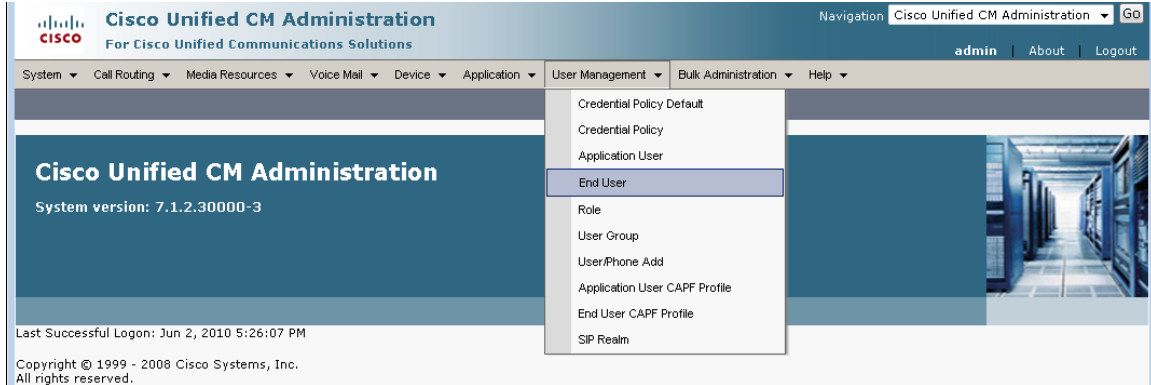 Cisco Unified CM Administration
Navigation Cisco Unified CM Administration Go
CISCO
For Cisco Unified Communications Solutions
admin | About | Logout
System Call Routing Media Resources Voice Mail Device Application User Management Bulk Administration Help
Credential Policy Default
Credential Policy
Application User
End User
Role
User Group
User/Phone Add
Application User CAPF Profile
End User CAPF Profile
SIP Realm
Cisco Unified CM Administration
System version: 7.1.2.30000-3
Last Successful Logon: Jun 2, 2010 5:26:07 PM
Copyright © 1999 - 2008 Cisco Systems, Inc.
All rights reserved.